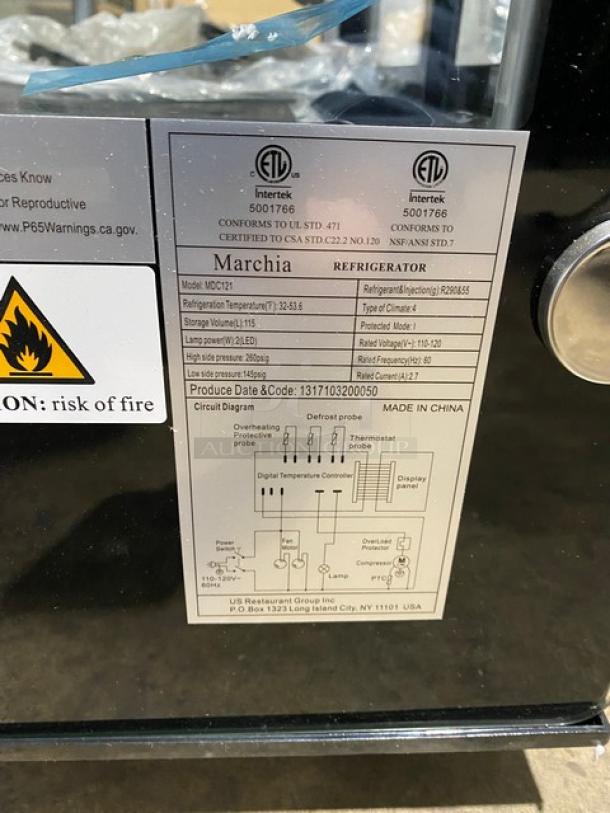 ces Know
or Reproductive
ww.P65Warnings.ca.gov.
ON: risk of fire
C ETL US
Intertek
5001766
CONFORMS TO UL STD. 471
CERTIFIED TO CSA STD.C22.2 NO.120
ETL
Intertek
5001766
CONFORMS TO
NSF/ANSI STD.7
Marchia REFRIGERATOR
Model: MDC121
Refrigerant&Injection(g):R290&55
Refrigeration Temperature(℉): 32-53.6
Type of Climate:4
Storage Volume(L):115
Protected Mode: I
Lamp power(W):2(LED)
Rated Voltage(V~): 110-120
High side pressure: 260psig
Rated Frequency(Hz): 60
Low side pressure:145psig
Rated Current (A):2.7
Produce Date &Code: 1317103200050
Circuit Diagram
MADE IN CHINA
Defrost probe
Overheating
Protective
probe
Thermostat
probe
Digital Temperature Controller
Display
panel
Power
Switch
Fan
Motor
OverLoad
Protector
Compressor
M
PTC
Lamp
110-120V~
60Hz
US Restaurant Group Inc
P.O.Box 1323 Long Island City, NY 11101 USA
AUCTION GROUP